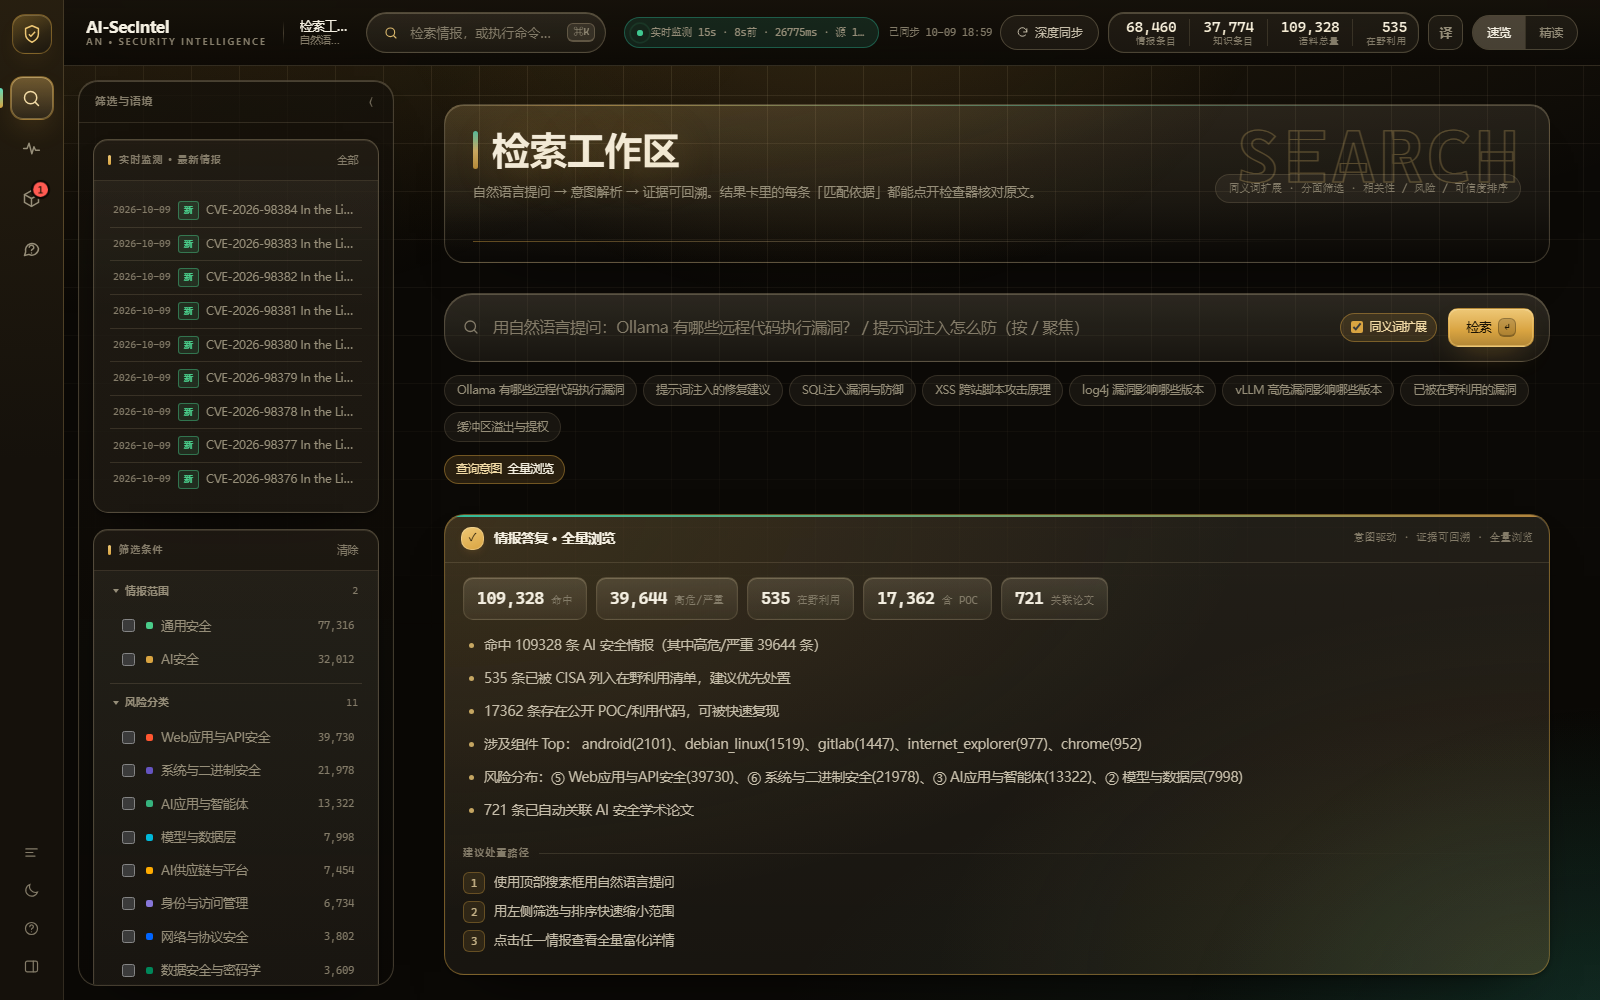 AI-SecIntel
AN • SECURITY INTELLIGENCE
检索工...
自然语...
检索情报，或执行命令...
⌘K
实时监测 15s · 8s前 · 26775ms · 源 1…
已同步 10-09 18:59
深度同步
68,460
情报条目
37,774
知识条目
109,328
语料总量
535
在野利用
译
速览
精读
1
筛选与语境
实时监测 • 最新情报
全部
2026-10-09 新 CVE-2026-98384 In the Li...
2026-10-09 新 CVE-2026-98383 In the Li...
2026-10-09 新 CVE-2026-98382 In the Li...
2026-10-09 新 CVE-2026-98381 In the Li...
2026-10-09 新 CVE-2026-98380 In the Li...
2026-10-09 新 CVE-2026-98379 In the Li...
2026-10-09 新 CVE-2026-98378 In the Li...
2026-10-09 新 CVE-2026-98377 In the Li...
2026-10-09 新 CVE-2026-98376 In the Li...
筛选条件
清除
情报范围 2
通用安全 77,316
AI安全 32,012
风险分类 11
Web应用与API安全 39,730
系统与二进制安全 21,978
AI应用与智能体 13,322
模型与数据层 7,998
AI供应链与平台 7,454
身份与访问管理 6,734
网络与协议安全 3,802
数据安全与密码学 3,609
检索工作区
SEARCH
自然语言提问 → 意图解析 → 证据可回溯。结果卡里的每条「匹配依据」都能点开检查器核对原文。
同义词扩展 · 分面筛选 · 相关性 / 风险 / 可信度排序
用自然语言提问：Ollama 有哪些远程代码执行漏洞？ / 提示词注入怎么防（按 / 聚焦）
同义词扩展
检索
Ollama 有哪些远程代码执行漏洞
提示词注入的修复建议
SQL注入漏洞与防御
XSS 跨站脚本攻击原理
log4j 漏洞影响哪些版本
vLLM 高危漏洞影响哪些版本
已被在野利用的漏洞
缓冲区溢出与提权
查询意图 全量浏览
情报答复 • 全量浏览
意图驱动 · 证据可回溯 · 全量浏览
109,328 命中
39,644 高危/严重
535 在野利用
17,362 含 POC
721 关联论文
命中 109328 条 AI 安全情报（其中高危/严重 39644 条）
535 条已被 CISA 列入在野利用清单，建议优先处置
17362 条存在公开 POC/利用代码，可被快速复现
涉及组件 Top： android(2101)、debian_linux(1519)、gitlab(1447)、internet_explorer(977)、chrome(952)
风险分布：⑤ Web应用与API安全(39730)、⑥ 系统与二进制安全(21978)、③ AI应用与智能体(13322)、② 模型与数据层(7998)
721 条已自动关联 AI 安全学术论文
建议处置路径
1 使用顶部搜索框用自然语言提问
2 用左侧筛选与排序快速缩小范围
3 点击任一情报查看全量富化详情